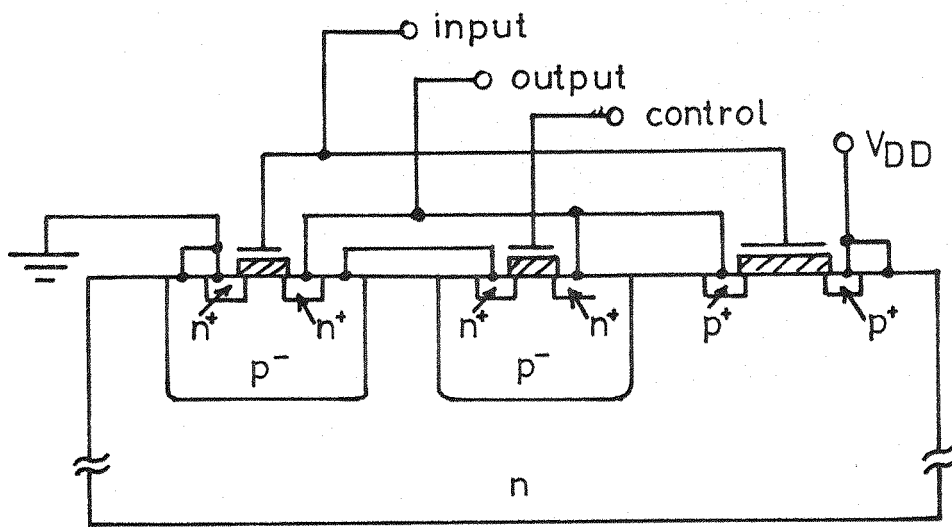 input
output
control
V_DD
n⁺ n⁺ n⁺ n⁺ p⁺ p⁺
p⁻ p⁻
n